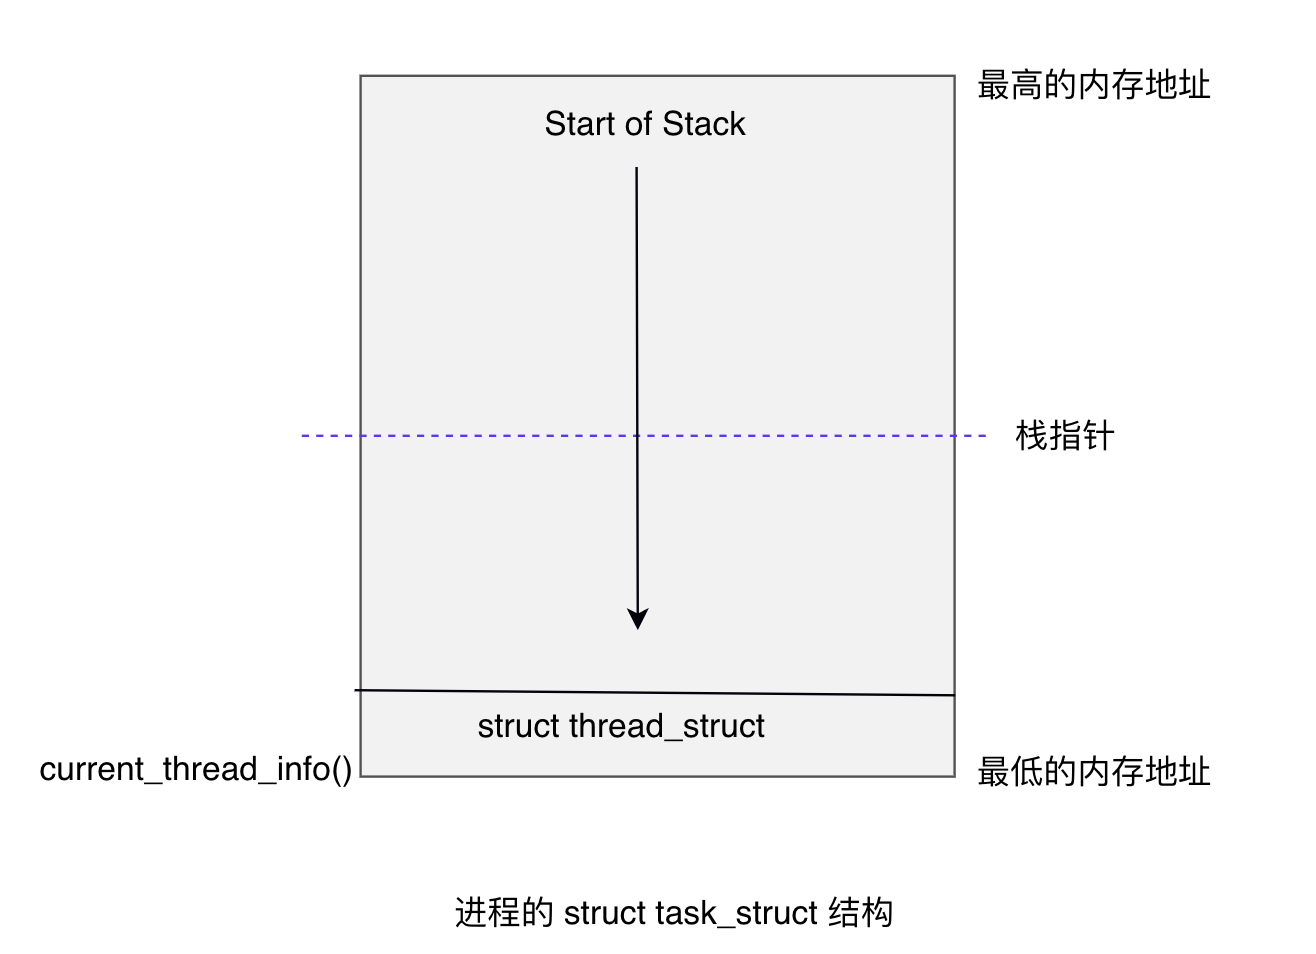 最高的内存地址
Start of Stack
栈指针
struct thread_struct
current_thread_info()
最低的内存地址
进程的 struct task_struct 结构